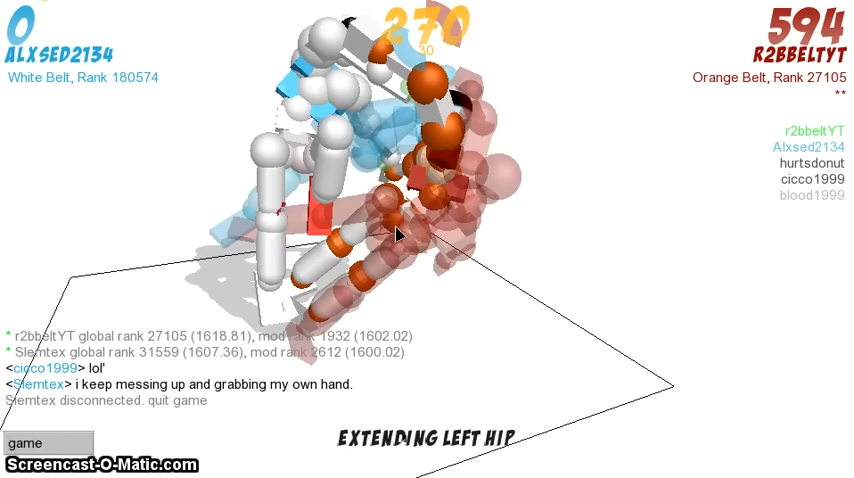 0
ALXSED2134
White Belt, Rank 180574
270
30
594
R2BBELTYT
Orange Belt, Rank 27105
**
r2bbeltYT
Alxsed2134
hurtsdonut
cicco1999
blood1999
* r2bbeltYT global rank 27105 (1618.81), mod rank 1932 (1602.02)
* Slemtex global rank 31559 (1607.36), mod rank 2612 (1600.02)
<cicco1999> lol'
<Slemtex> i keep messing up and grabbing my own hand.
Slemtex disconnected. quit game
EXTENDING LEFT HIP
game
Screencast-O-Matic.com